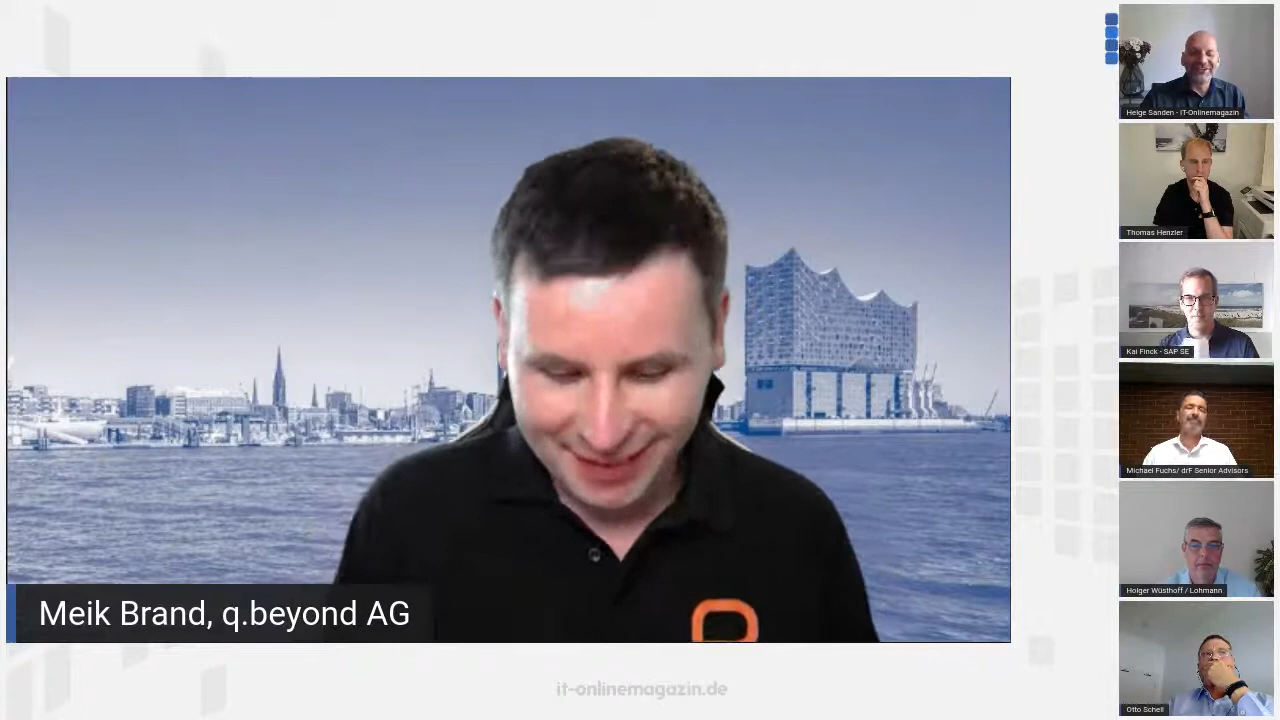 Helge Sanden - IT-Onlinemagazin
Thomas Henzler
Kai Finck - SAP SE
Michael Fuchs/ drF Senior Advisors
Holger Wüsthoff / Lohmann
Otto Schell
Meik Brand, q.beyond AG
it-onlinemagazin.de